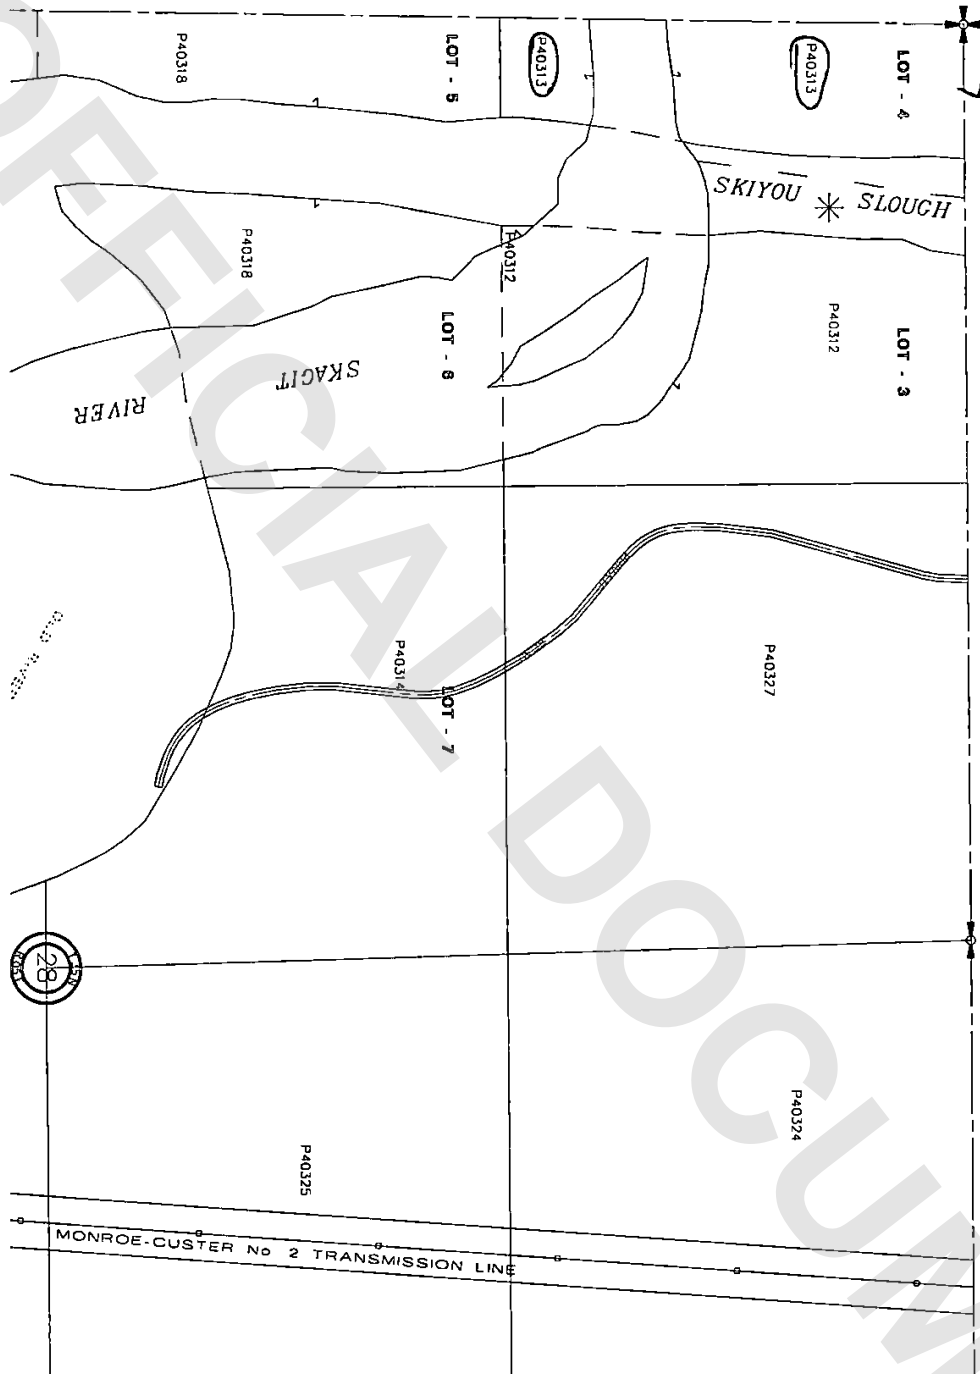 P40318
LOT - 5
P40313
P40313
LOT - 4
SKIYOU SLOUGH
P40318
P40312
P40312
LOT - 6
LOT - 3
SKAGIT
RIVER
P40314
LOT - 7
P40327
28
P40324
P40325
MONROE-CUSTER No 2 TRANSMISSION LINE
OFFICIAL DOCUM